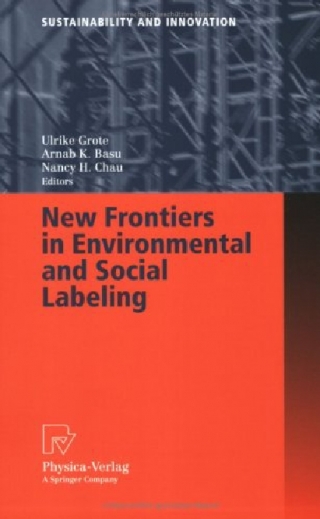 SUSTAINABILITY AND INNOVATION
Ulrike Grote
Arnab K. Basu
Nancy H. Chau
Editors
New Frontiers
in Environmental
and Social
Labeling
Physica-Verlag
A Springer Company